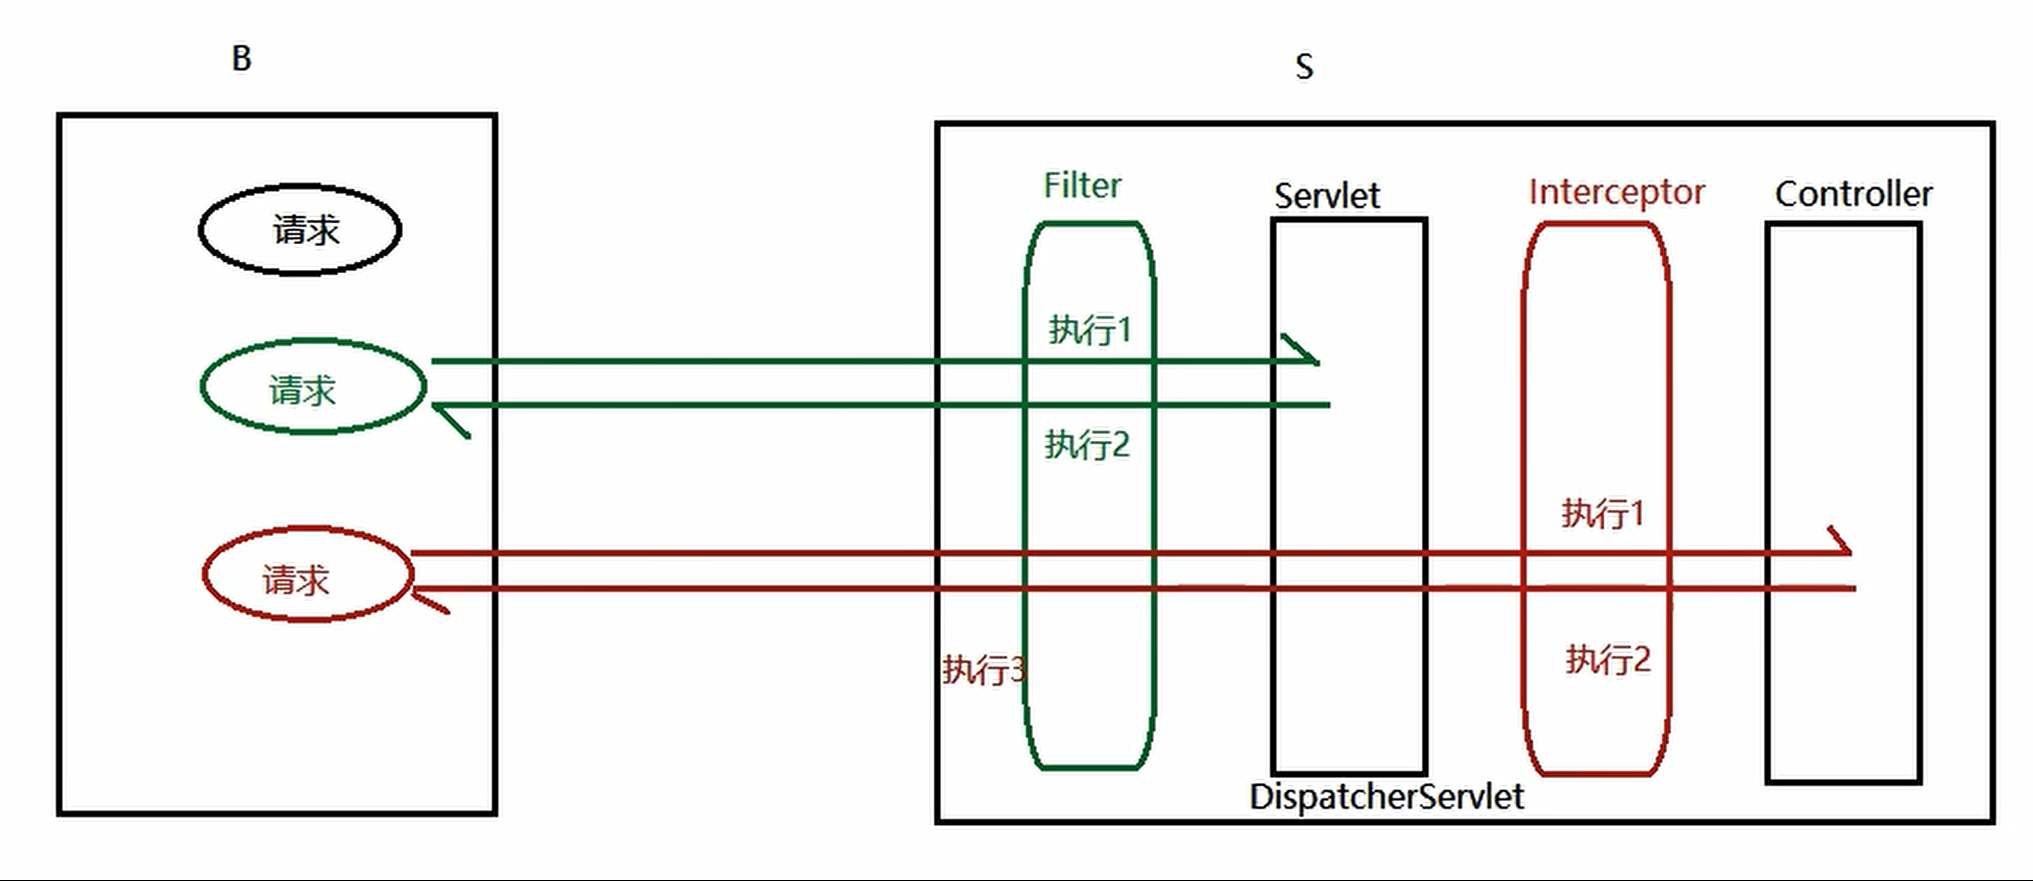 B
S
Filter
Servlet
Interceptor
Controller
请求
执行1
请求
执行2
执行1
请求
执行3
执行2
DispatcherServlet